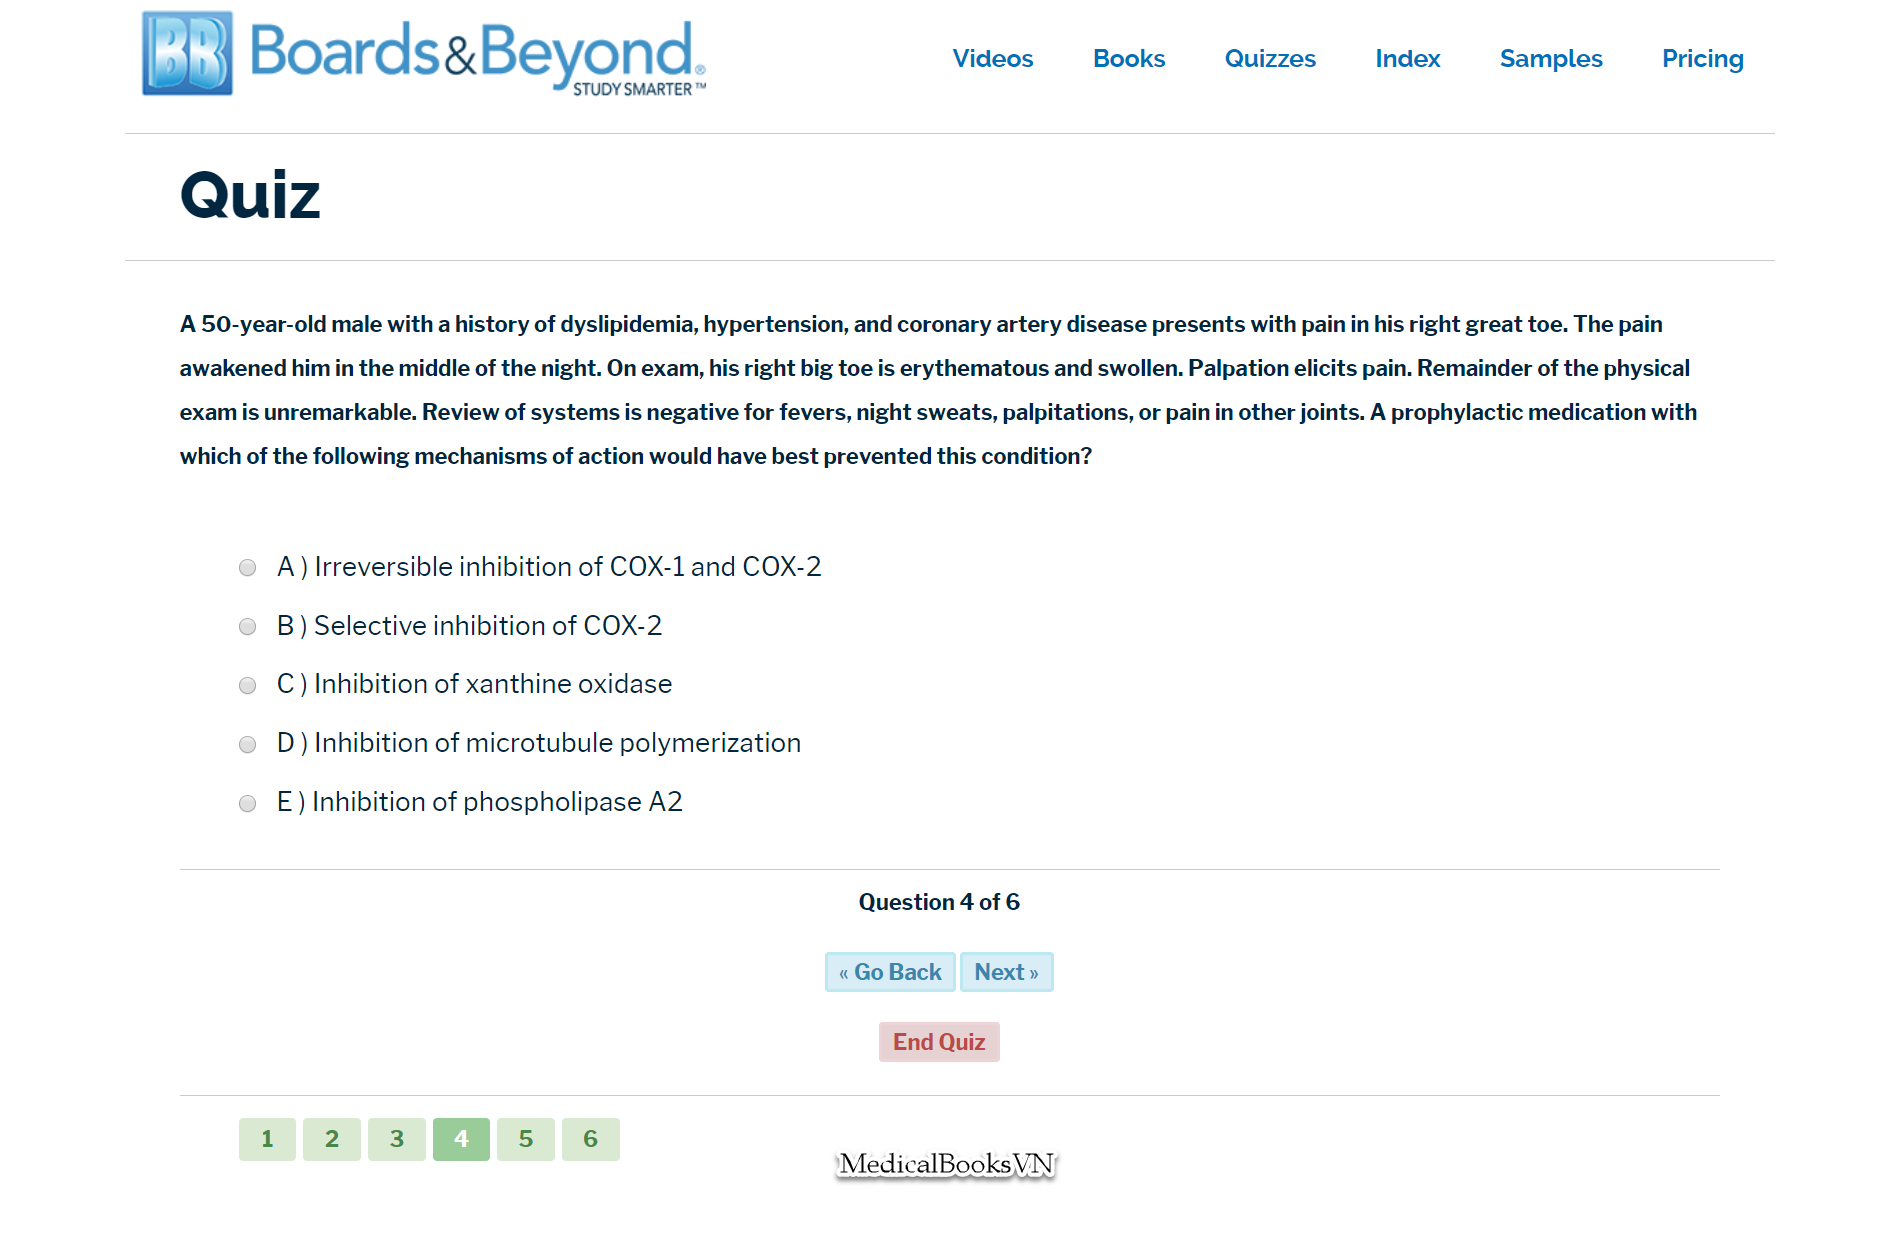 BB Boards&Beyond®
STUDY SMARTER™
Videos Books Quizzes Index Samples Pricing
Quiz
A 50-year-old male with a history of dyslipidemia, hypertension, and coronary artery disease presents with pain in his right great toe. The pain
awakened him in the middle of the night. On exam, his right big toe is erythematous and swollen. Palpation elicits pain. Remainder of the physical
exam is unremarkable. Review of systems is negative for fevers, night sweats, palpitations, or pain in other joints. A prophylactic medication with
which of the following mechanisms of action would have best prevented this condition?
A ) Irreversible inhibition of COX-1 and COX-2
B ) Selective inhibition of COX-2
C ) Inhibition of xanthine oxidase
D ) Inhibition of microtubule polymerization
E ) Inhibition of phospholipase A2
Question 4 of 6
« Go Back Next »
End Quiz
1 2 3 4 5 6
MedicalBooksVN